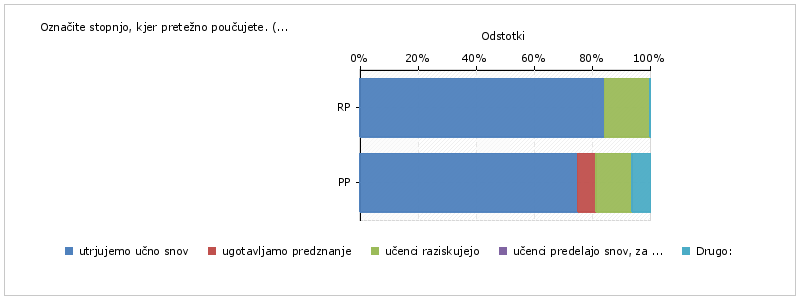 Označite stopnjo, kjer pretežno poučujete. (...
Odstotki
0% 20% 40% 60% 80% 100%
RP
PP
utrjujemo učno snov ugotavljamo predznanje učenci raziskujejo učenci predelajo snov, za ... Drugo: